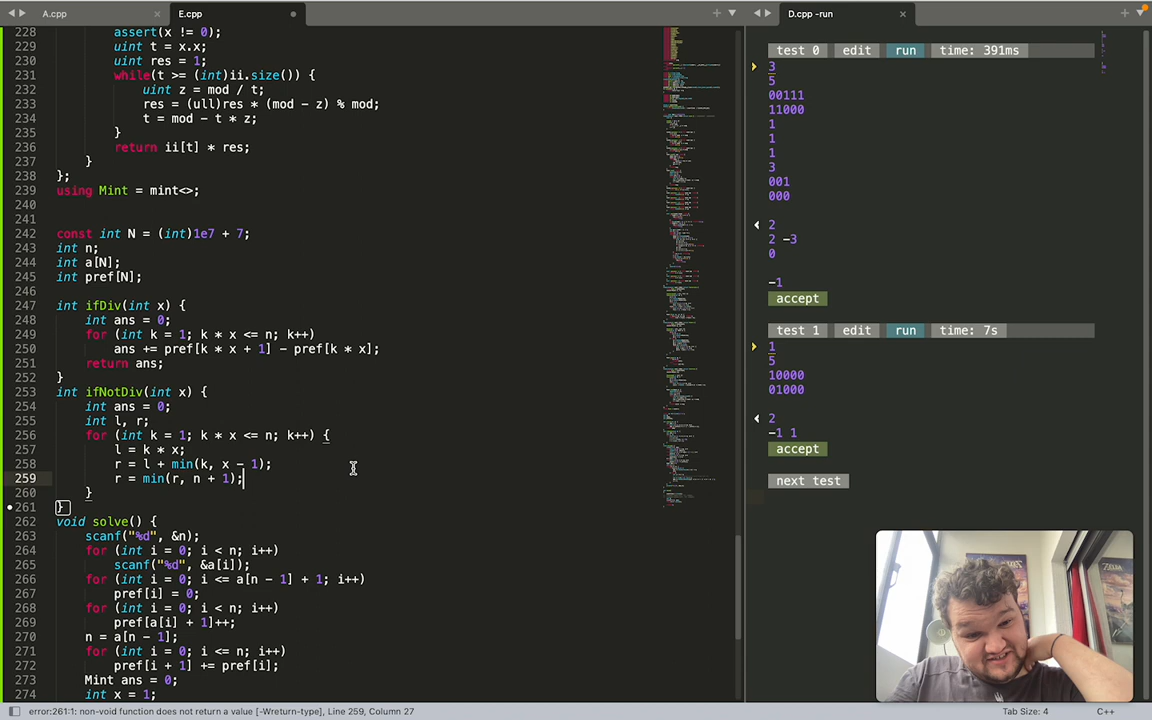 A.cpp
E.cpp
D.cpp -run
228 assert(x != 0);
229 uint t = x.x;
230 uint res = 1;
231 while(t >= (int)ii.size()) {
232 uint z = mod / t;
233 res = (ull)res * (mod - z) % mod;
234 t = mod - t * z;
235 }
236 return ii[t] * res;
237 }
238 };
239 using Mint = mint<>;
240
241
242 const int N = (int)1e7 + 7;
243 int n;
244 int a[N];
245 int pref[N];
246
247 int ifDiv(int x) {
248 int ans = 0;
249 for (int k = 1; k * x <= n; k++)
250 ans += pref[k * x + 1] - pref[k * x];
251 return ans;
252 }
253 int ifNotDiv(int x) {
254 int ans = 0;
255 int l, r;
256 for (int k = 1; k * x <= n; k++) {
257 l = k * x;
258 r = l + min(k, x - 1);
259 r = min(r, n + 1);
260 }
261 }
262 void solve() {
263 scanf("%d", &n);
264 for (int i = 0; i < n; i++)
265 scanf("%d", &a[i]);
266 for (int i = 0; i <= a[n - 1] + 1; i++)
267 pref[i] = 0;
268 for (int i = 0; i < n; i++)
269 pref[a[i] + 1]++;
270 n = a[n - 1];
271 for (int i = 0; i <= n; i++)
272 pref[i + 1] += pref[i];
273 Mint ans = 0;
274 int x = 1;
test 0 edit run time: 391ms
3
5
00111
11000
1
1
1
3
001
000
2
2 -3
0
-1
accept
test 1 edit run time: 7s
1
5
10000
01000
2
-1 1
accept
next test
error:261:1: non-void function does not return a value [-Wreturn-type], Line 259, Column 27
Tab Size: 4
C++